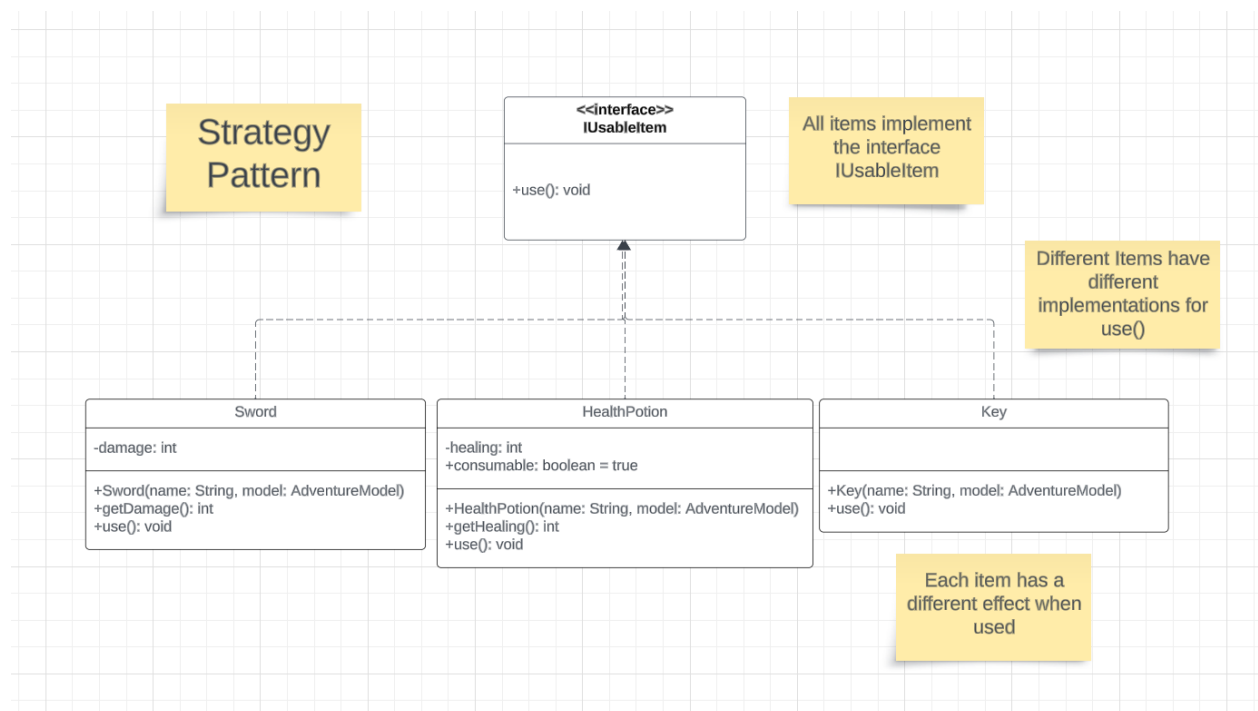 Strategy
Pattern
<<interface>>
IUsableItem
+use(): void
All items implement
the interface
IUsableItem
Different Items have
different
implementations for
use()
Sword
-damage: int
+Sword(name: String, model: AdventureModel)
+getDamage(): int
+use(): void
HealthPotion
-healing: int
+consumable: boolean = true
+HealthPotion(name: String, model: AdventureModel)
+getHealing(): int
+use(): void
Key
+Key(name: String, model: AdventureModel)
+use(): void
Each item has a
different effect when
used